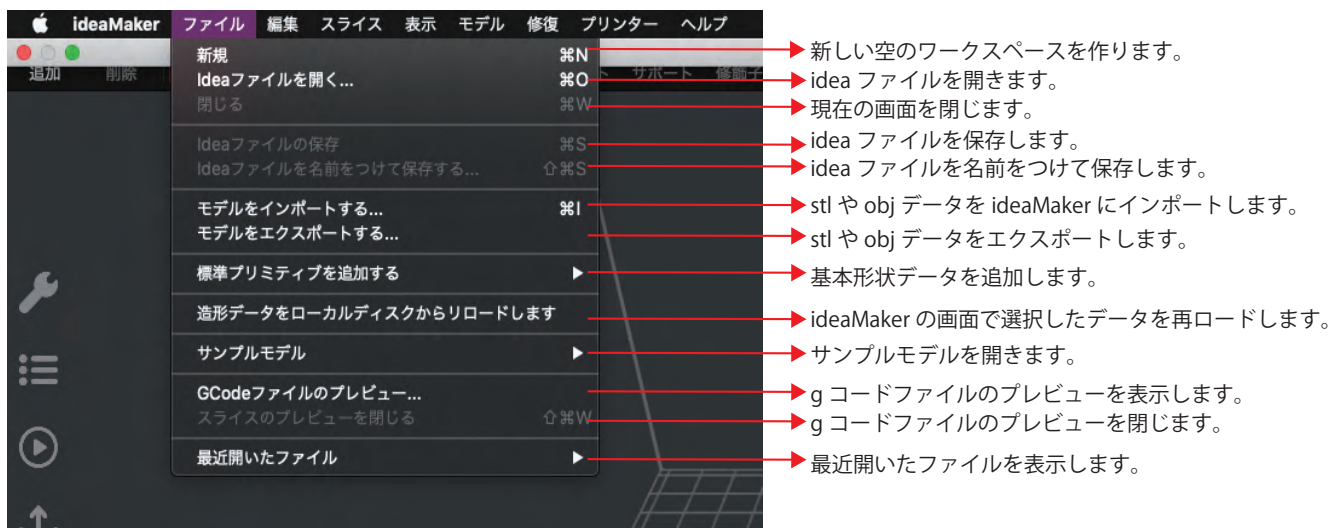 ideaMaker ファイル 編集 スライス 表示 モデル 修復 プリンター ヘルプ
追加 削除 サポート 修飾子
新規 ⌘N 新しい空のワークスペースを作ります。
Ideaファイルを開く... ⌘O idea ファイルを開きます。
閉じる ⌘W 現在の画面を閉じます。
Ideaファイルの保存 ⌘S idea ファイルを保存します。
Ideaファイルを名前をつけて保存する... ⇧⌘S idea ファイルを名前をつけて保存します。
モデルをインポートする... ⌘I stl や obj データを ideaMaker にインポートします。
モデルをエクスポートする... stl や obj データをエクスポートします。
標準プリミティブを追加する 基本形状データを追加します。
造形データをローカルディスクからリロードします ideaMaker の画面で選択したデータを再ロードします。
サンプルモデル サンプルモデルを開きます。
GCodeファイルのプレビュー... g コードファイルのプレビューを表示します。
スライスのプレビューを閉じる ⇧⌘W g コードファイルのプレビューを閉じます。
最近開いたファイル 最近開いたファイルを表示します。